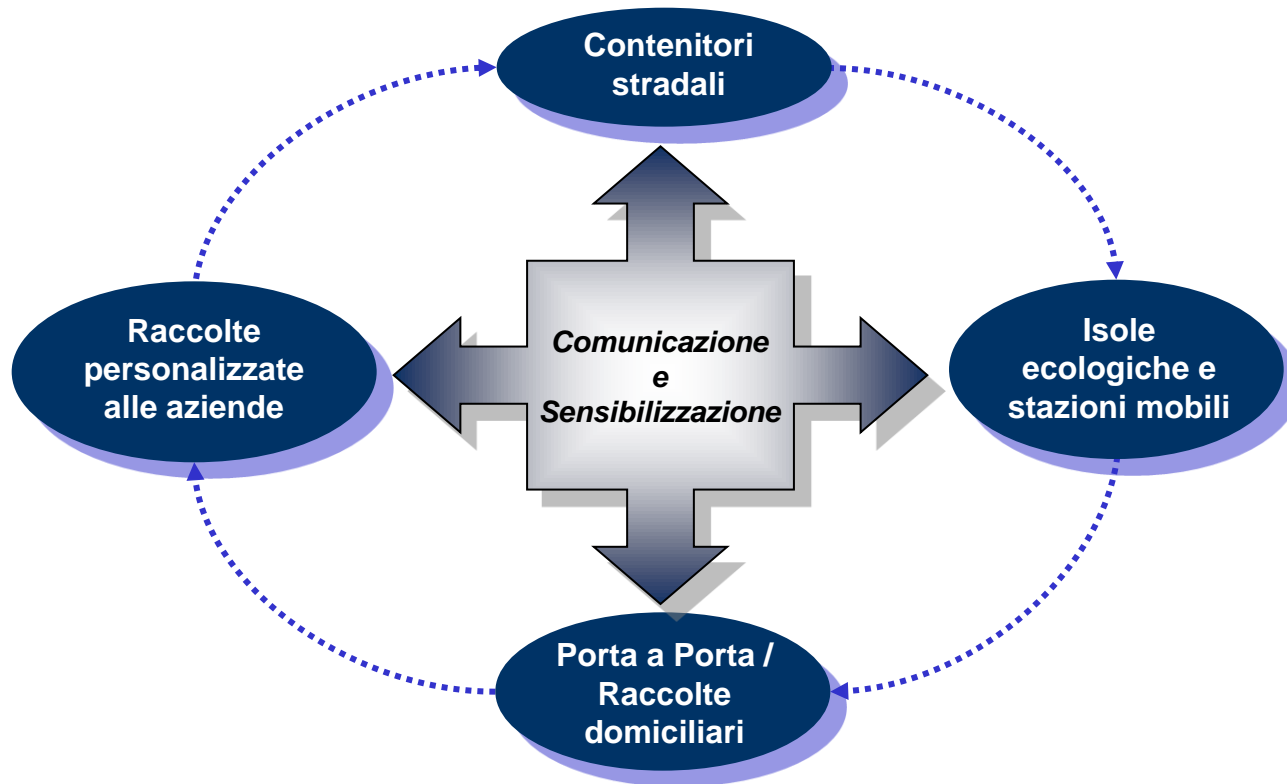 Contenitori
stradali
Raccolte
personalizzate
alle aziende
Comunicazione
e
Sensibilizzazione
Isole
ecologiche e
stazioni mobili
Porta a Porta /
Raccolte
domiciliari